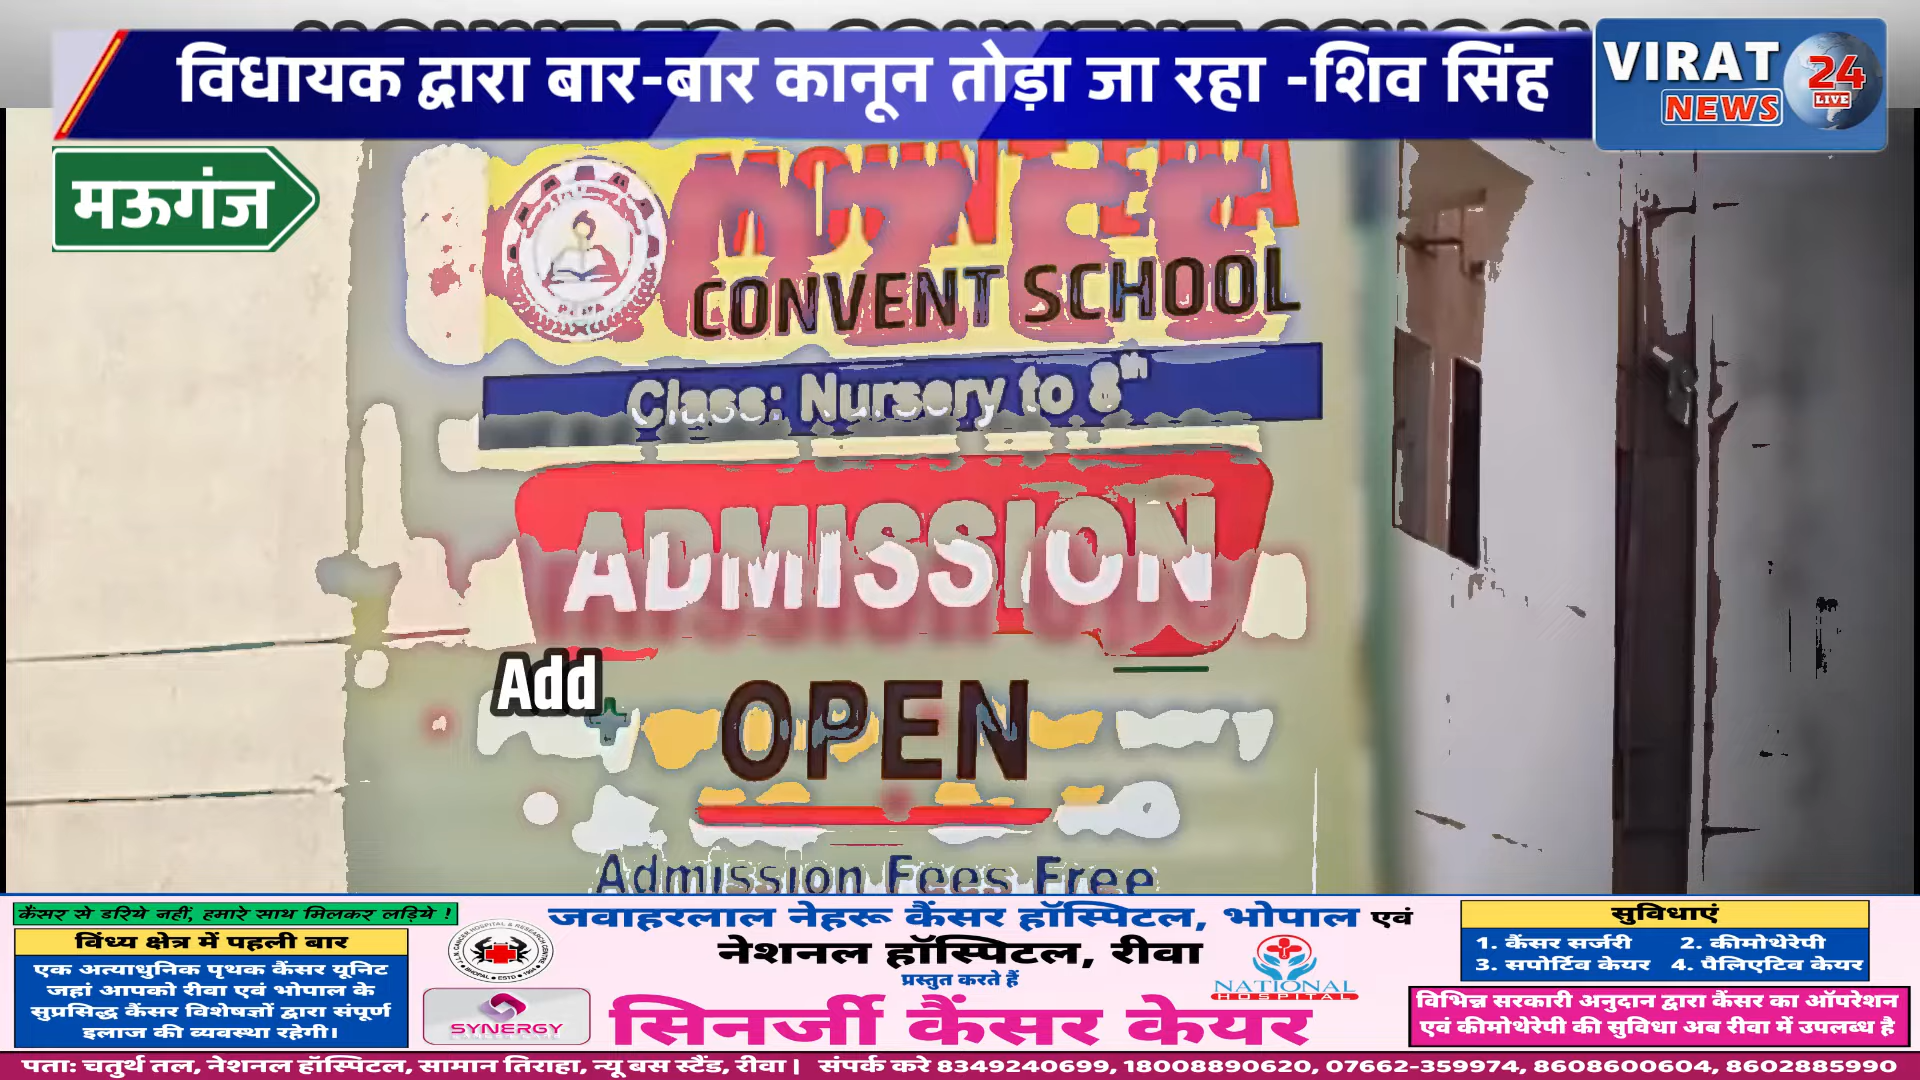 विधायक द्वारा बार-बार कानून तोड़ा जा रहा -शिव सिंह
VIRAT
NEWS
24
LIVE
मऊगंज
CONVENT SCHOOL
Class: Nursery to 8th
ADMISSION
Add
OPEN
Admission Fees Free
कैंसर से डरिये नहीं, हमारे साथ मिलकर लड़िये !
विंध्य क्षेत्र में पहली बार
एक अत्याधुनिक पृथक कैंसर यूनिट
जहां आपको रीवा एवं भोपाल के
सुप्रसिद्ध कैंसर विशेषज्ञों द्वारा संपूर्ण
इलाज की व्यवस्था रहेगी।
SYNERGY
जवाहरलाल नेहरू कैंसर हॉस्पिटल, भोपाल एवं
नेशनल हॉस्पिटल, रीवा
प्रस्तुत करते हैं
सिनर्जी कैंसर केयर
NATIONAL
HOSPITAL
सुविधाएं
1. कैंसर सर्जरी 2. कीमोथेरेपी
3. सपोर्टिव केयर 4. पैलिएटिव केयर
विभिन्न सरकारी अनुदान द्वारा कैंसर का ऑपरेशन
एवं कीमोथेरेपी की सुविधा अब रीवा में उपलब्ध है
पता: चतुर्थ तल, नेशनल हॉस्पिटल, सामान तिराहा, न्यू बस स्टैंड, रीवा | संपर्क करे 8349240699, 18008890620, 07662-359974, 8608600604, 8602885990